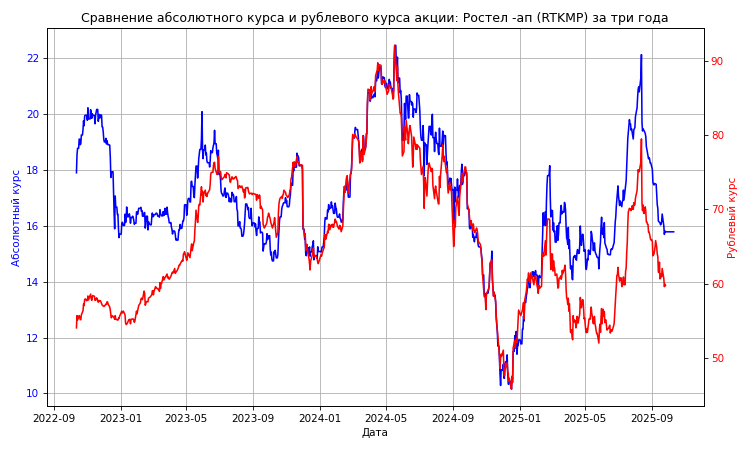 Сравнение абсолютного курса и рублевого курса акции: Ростел -ап (RTKMP) за три года
22
20
18
16
14
12
10
Абсолютный курс
90
80
70
60
50
Рублевый курс
2022-09 2023-01 2023-05 2023-09 2024-01 2024-05 2024-09 2025-01 2025-05 2025-09
Дата